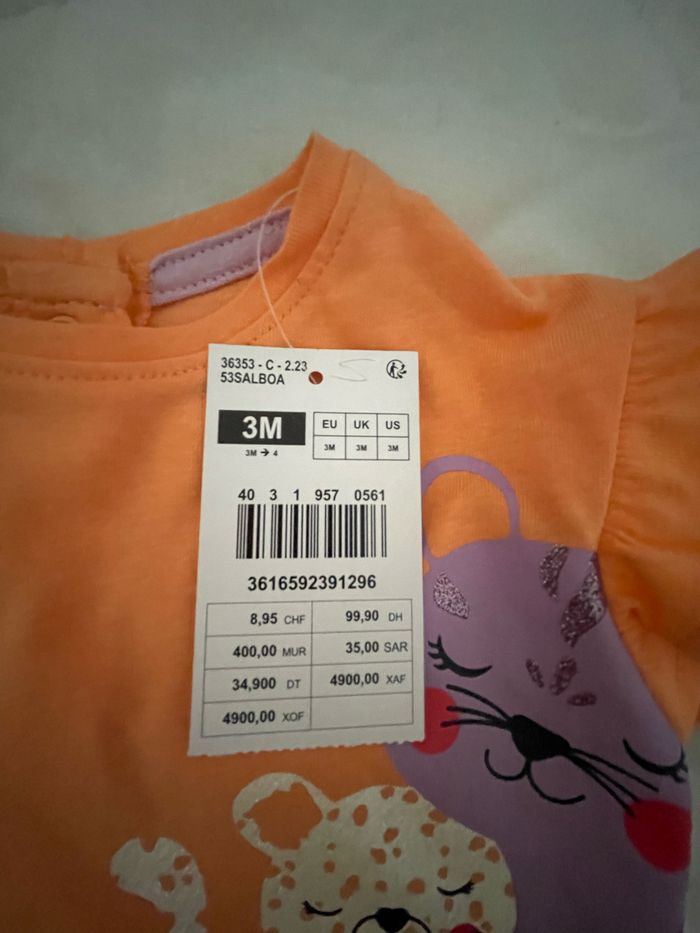 36353 - C - 2.23
53SALBOA
S
3M
3M → 4
EU UK US
3M 3M 3M
40 3 1 957 0561
3616592391296
8,95 CHF 99,90 DH
400,00 MUR 35,00 SAR
34,900 DT 4900,00 XAF
4900,00 XOF